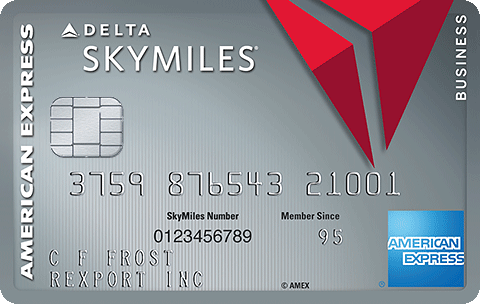 AMERICAN EXPRESS
DELTA
SKYMILES®
BUSINESS
3759 876543 21001
SkyMiles Number Member Since
0123456789 95
C F FROST
REXPORT INC
© AMEX
AMERICAN
EXPRESS
®